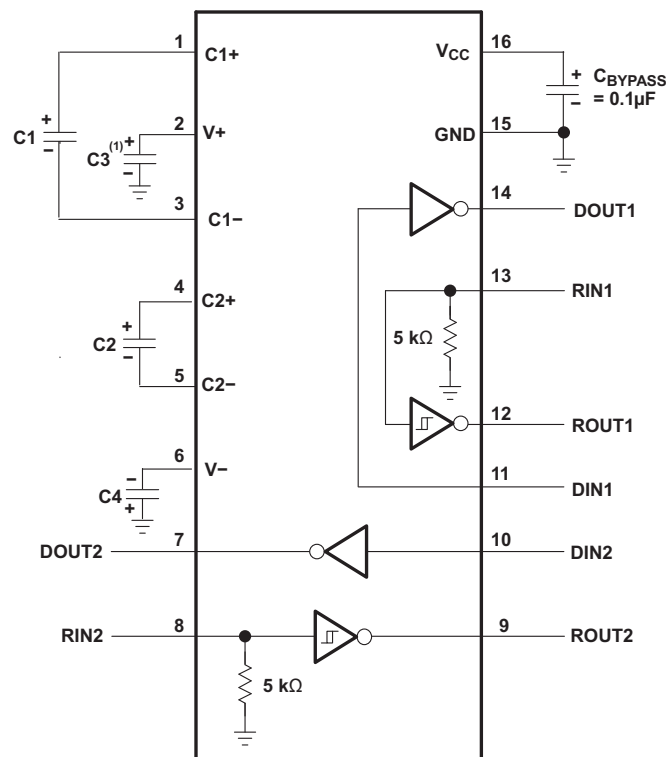 1
C1+
C1
+
−
2
V+
C3(1)
+
−
3
C1−
4
C2+
C2
+
−
5
C2−
6
V−
C4
−
+
DOUT2
7
RIN2
8
5 kΩ
VCC
16
+
−
CBYPASS
= 0.1µF
GND
15
14
DOUT1
13
RIN1
5 kΩ
12
ROUT1
11
DIN1
10
DIN2
9
ROUT2